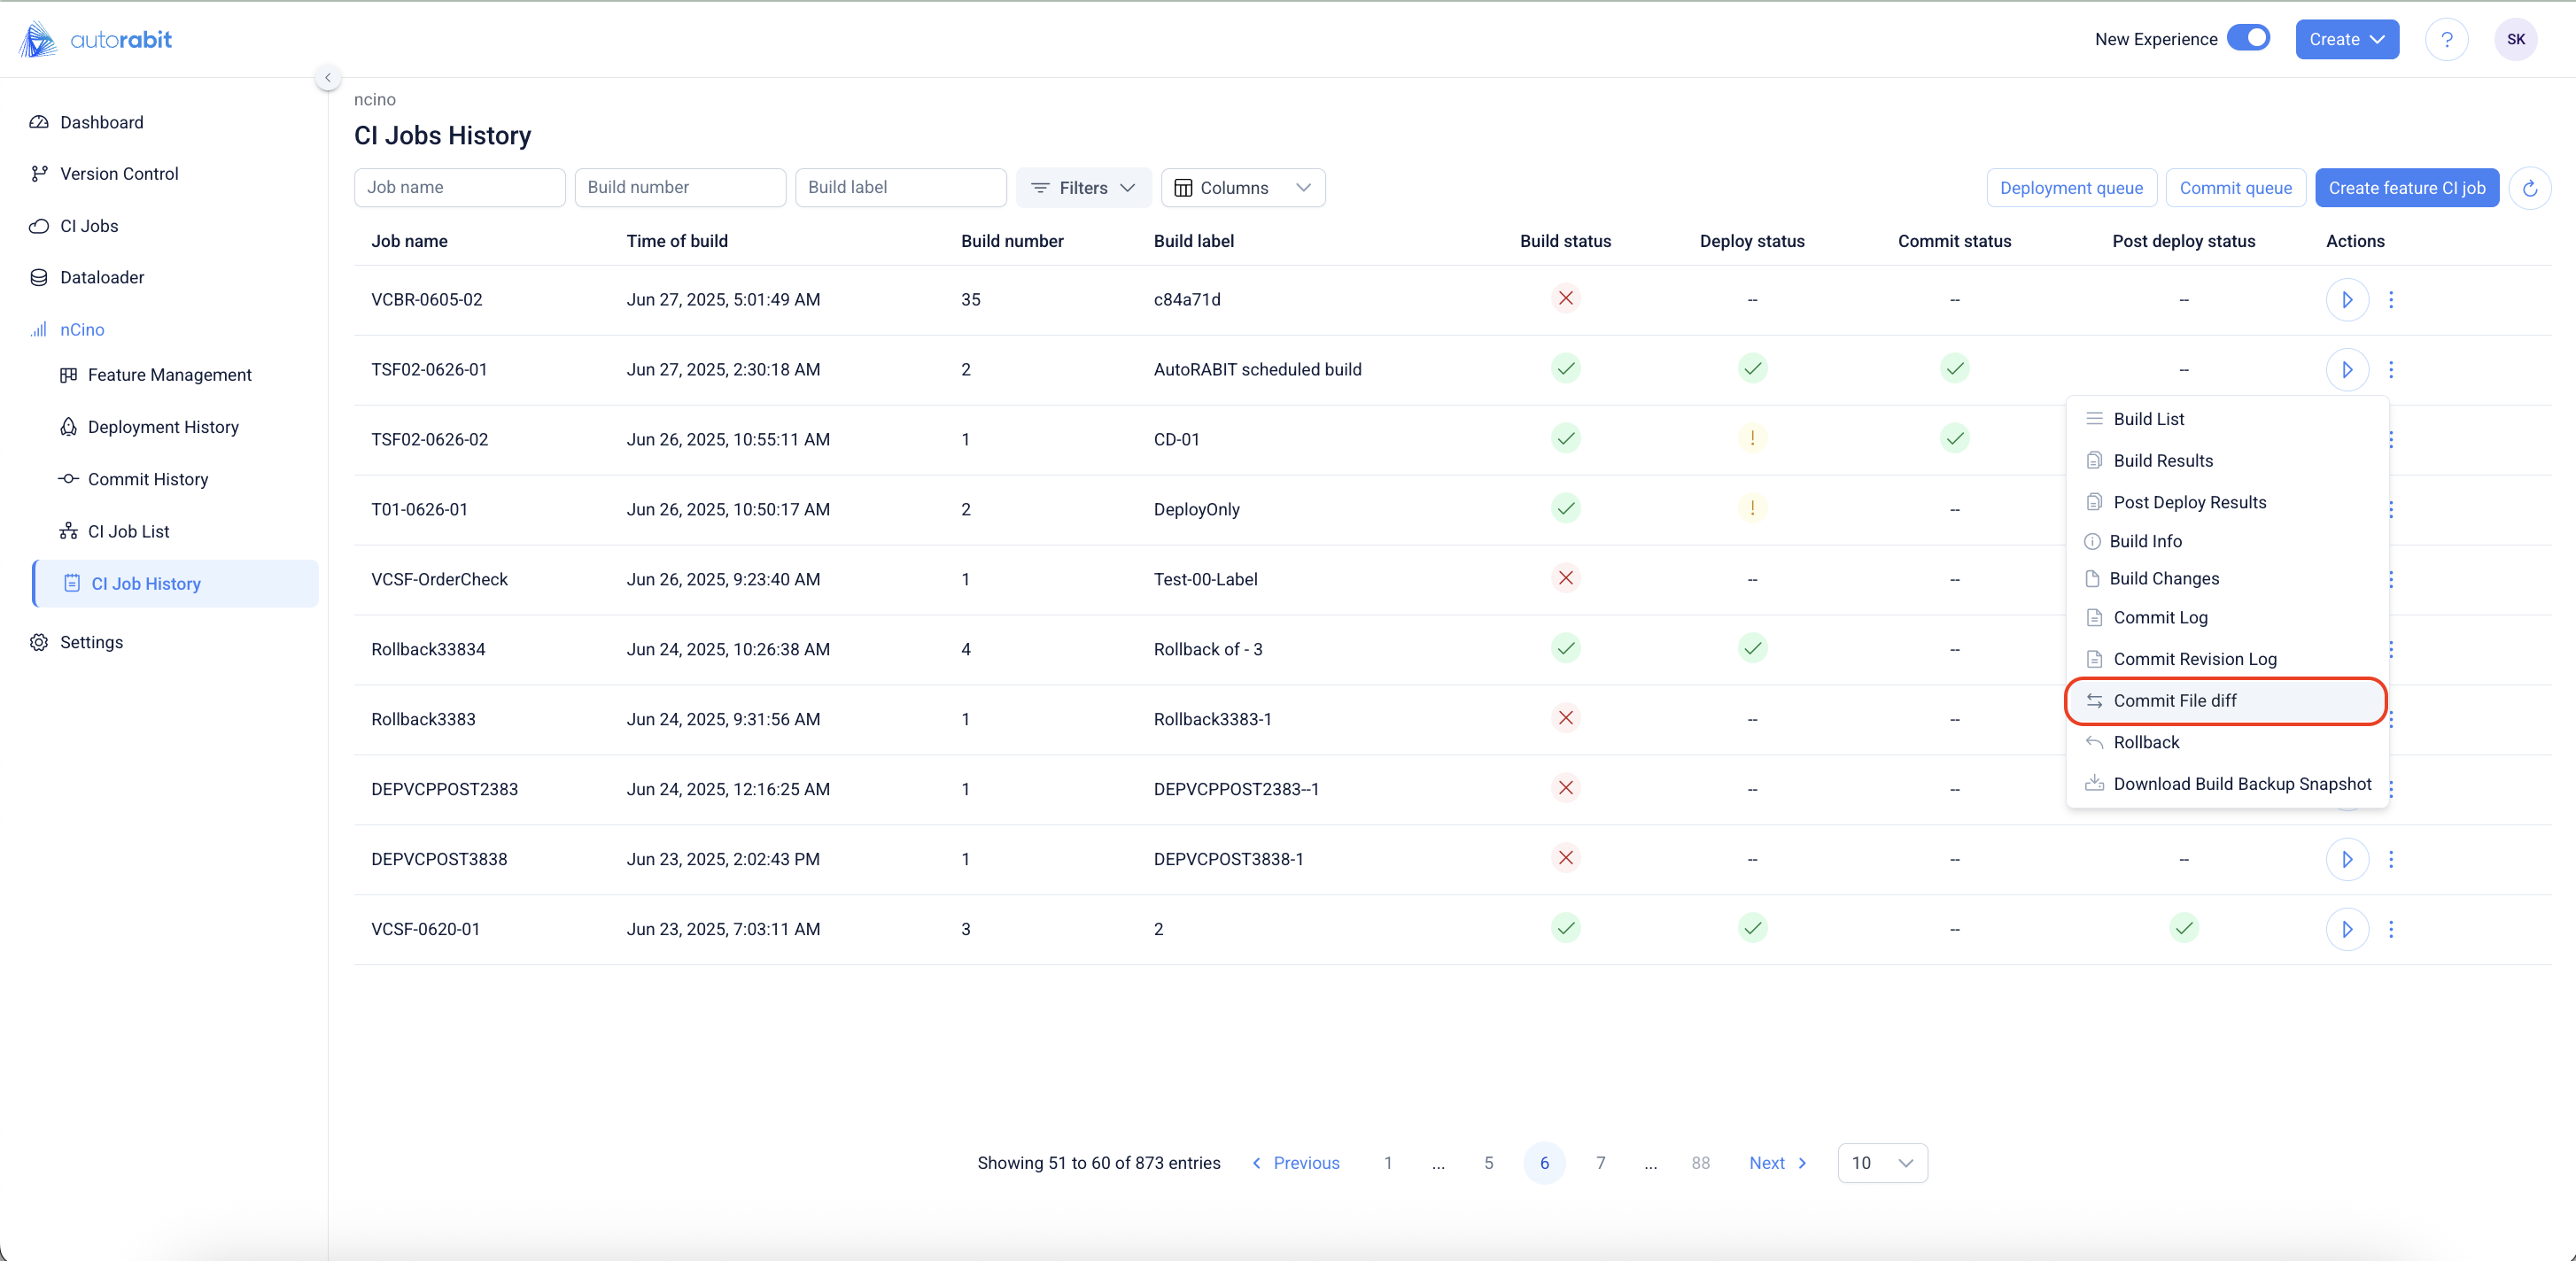 autorabit
New Experience
Create
?
SK
Dashboard
Version Control
CI Jobs
Dataloader
nCino
Feature Management
Deployment History
Commit History
CI Job List
CI Job History
Settings
ncino
CI Jobs History
Job name Build number Build label Filters Columns Deployment queue Commit queue Create feature CI job
Job name Time of build Build number Build label Build status Deploy status Commit status Post deploy status Actions
VCBR-0605-02 Jun 27, 2025, 5:01:49 AM 35 c84a71d -- -- --
TSF02-0626-01 Jun 27, 2025, 2:30:18 AM 2 AutoRABIT scheduled build --
TSF02-0626-02 Jun 26, 2025, 10:55:11 AM 1 CD-01 !
T01-0626-01 Jun 26, 2025, 10:50:17 AM 2 DeployOnly ! --
VCSF-OrderCheck Jun 26, 2025, 9:23:40 AM 1 Test-00-Label -- --
Rollback33834 Jun 24, 2025, 10:26:38 AM 4 Rollback of - 3 --
Rollback3383 Jun 24, 2025, 9:31:56 AM 1 Rollback3383-1 -- --
DEPVCPPOST2383 Jun 24, 2025, 12:16:25 AM 1 DEPVCPPOST2383--1 -- --
DEPVCPOST3838 Jun 23, 2025, 2:02:43 PM 1 DEPVCPOST3838-1 -- -- --
VCSF-0620-01 Jun 23, 2025, 7:03:11 AM 3 2 --
Build List
Build Results
Post Deploy Results
Build Info
Build Changes
Commit Log
Commit Revision Log
Commit File diff
Rollback
Download Build Backup Snapshot
Showing 51 to 60 of 873 entries Previous 1 ... 5 6 7 ... 88 Next 10